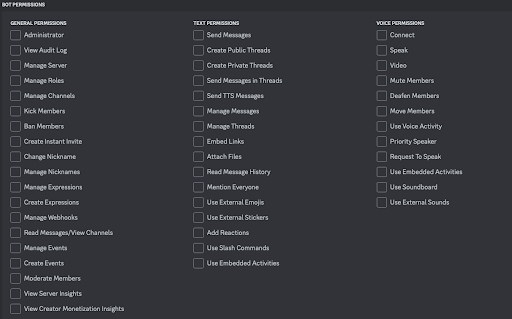 BOT PERMISSIONS
GENERAL PERMISSIONS
Administrator
View Audit Log
Manage Server
Manage Roles
Manage Channels
Kick Members
Ban Members
Create Instant Invite
Change Nickname
Manage Nicknames
Manage Expressions
Create Expressions
Manage Webhooks
Read Messages/View Channels
Manage Events
Create Events
Moderate Members
View Server Insights
View Creator Monetization Insights
TEXT PERMISSIONS
Send Messages
Create Public Threads
Create Private Threads
Send Messages in Threads
Send TTS Messages
Manage Messages
Manage Threads
Embed Links
Attach Files
Read Message History
Mention Everyone
Use External Emojis
Use External Stickers
Add Reactions
Use Slash Commands
Use Embedded Activities
VOICE PERMISSIONS
Connect
Speak
Video
Mute Members
Deafen Members
Move Members
Use Voice Activity
Priority Speaker
Request To Speak
Use Embedded Activities
Use Soundboard
Use External Sounds